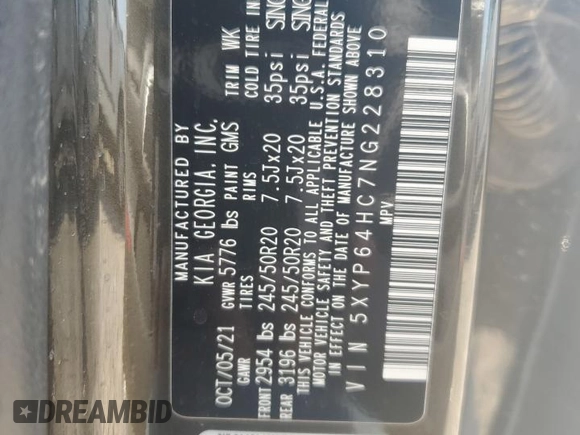 MANUFACTURED BY
KIA GEORGIA, INC.
OCT/05/21 GVWR 5776 lbs PAINT GMS TRIM WK
GAWR TIRES RIMS COLD TIRE IN
FRONT 2954 lbs 245/50R20 7.5Jx20 35psi SING
REAR 3196 lbs 245/50R20 7.5Jx20 35psi SING
THIS VEHICLE CONFORMS TO ALL APPLICABLE U.S.A. FEDERAL
MOTOR VEHICLE SAFETY AND THEFT PREVENTION STANDARDS
IN EFFECT ON THE DATE OF MANUFACTURE SHOWN ABOVE
VIN 5XYP64HC7NG228310
MPV
DREAMBID